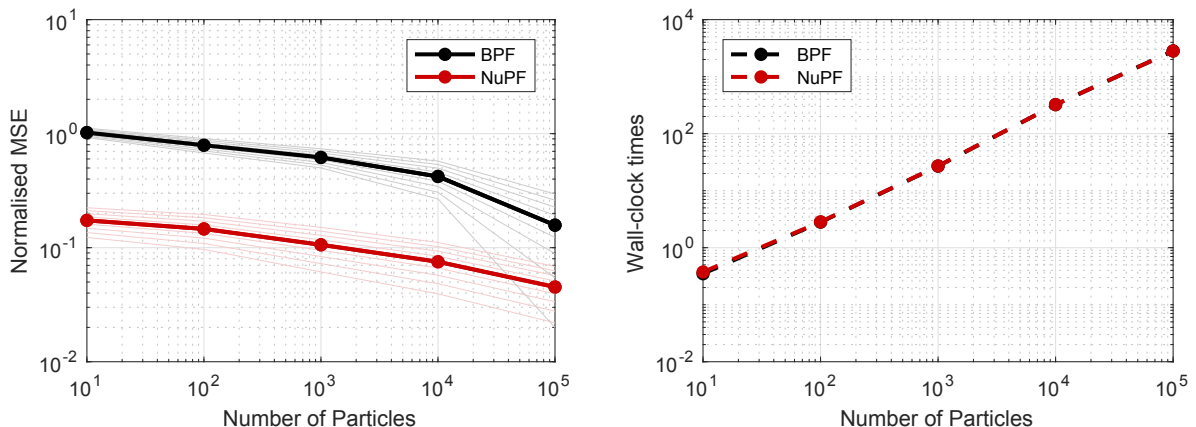 10^1
10^0
10^-1
10^-2
Normalised MSE
BPF
NuPF
10^1 10^2 10^3 10^4 10^5
Number of Particles
10^4
10^2
10^0
10^-2
Wall-clock times
BPF
NuPF
10^1 10^2 10^3 10^4 10^5
Number of Particles